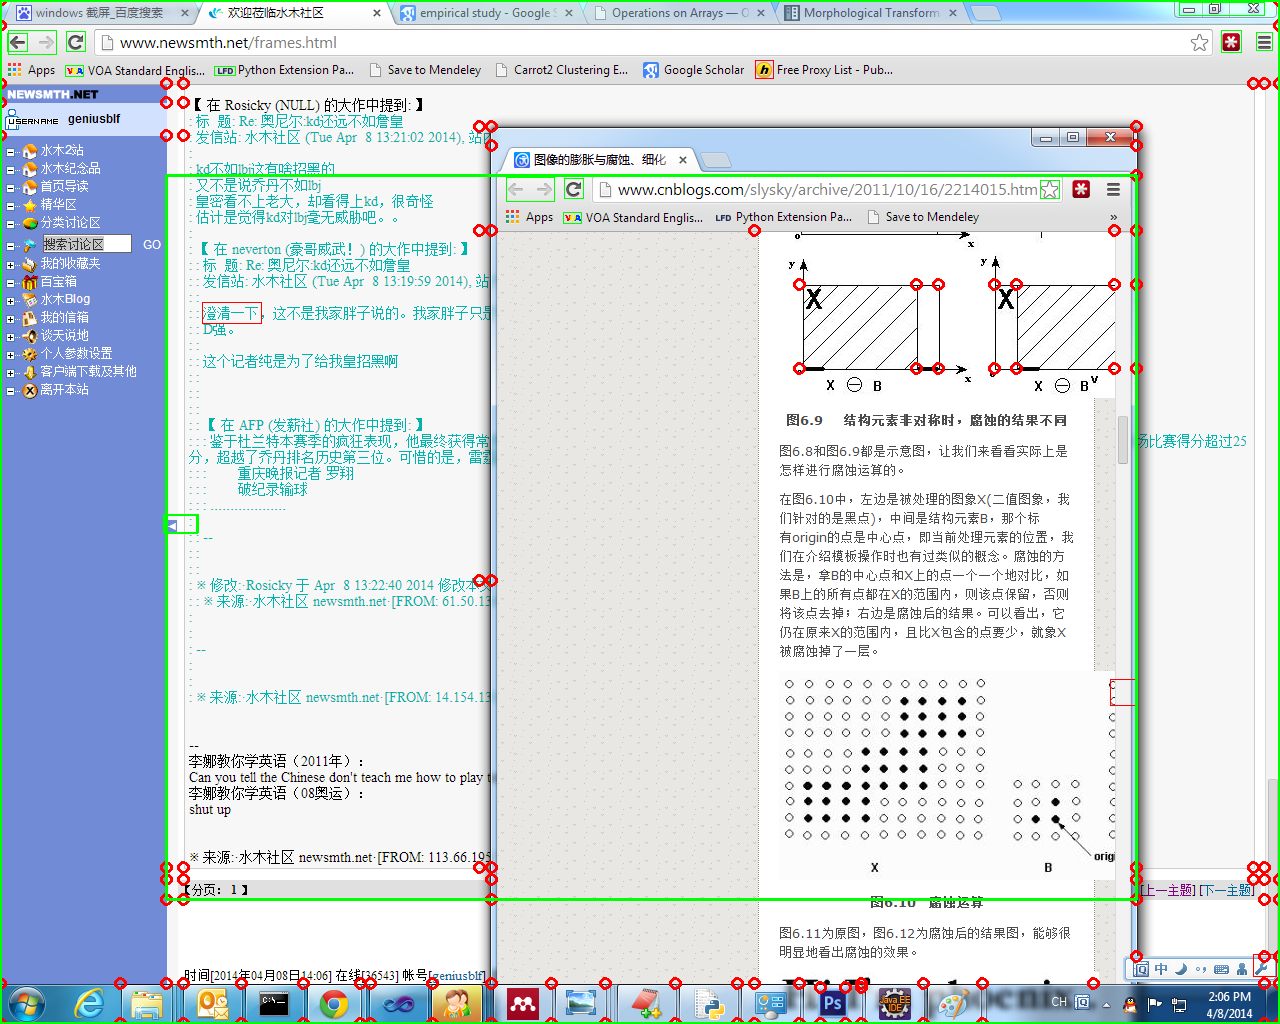 windows 截屏_百度搜索
欢迎莅临水木社区
empirical study - Google S
Operations on Arrays — O
Morphological Transform
www.newsmth.net/frames.html
Apps
VOA Standard Englis...
Python Extension Pa...
Save to Mendeley
Carrot2 Clustering E...
Google Scholar
Free Proxy List - Pub...
NEWSMTH.NET
USERNAME geniusblf
水木2站
水木纪念品
首页导读
精华区
分类讨论区
搜索讨论区 GO
我的收藏夹
百宝箱
水木Blog
我的信箱
谈天说地
个人参数设置
客户端下载及其他
离开本站
【 在 Rosicky (NULL) 的大作中提到: 】
: 标  题: Re: 奥尼尔:kd还远不如詹皇
: 发信站: 水木社区 (Tue Apr  8 13:21:02 2014), 站
:
: kd不如lbj这有啥招黑的
: 又不是说乔丹不如lbj
: 皇密看不上老大，却看得上kd，很奇怪
: 估计是觉得kd对lbj毫无威胁吧。。
:
: 【 在 neverton (豪哥威武！) 的大作中提到: 】
: : 标  题: Re: 奥尼尔:kd还远不如詹皇
: : 发信站: 水木社区 (Tue Apr  8 13:19:59 2014), 站
: :
: : 澄清一下，这不是我家胖子说的。我家胖子只是
: : D强。
: :
: : 这个记者纯是为了给我皇招黑啊
: :
: : 【 在 AFP (发薪社) 的大作中提到: 】
: : : 鉴于杜兰特本赛季的疯狂表现，他最终获得常
场比赛得分超过25
分，超越了乔丹排名历史第三位。可惜的是，雷霆
: : : 重庆晚报记者 罗翔
: : : 破纪录输球
: : : ...................
: : --
: :
: ※ 修改:·Rosicky 于 Apr  8 13:22:40 2014 修改本文
: : ※ 来源:·水木社区 newsmth.net·[FROM: 61.50.13
:
: --
:
: ※ 来源:·水木社区 newsmth.net·[FROM: 14.154.13
--
李娜教你学英语（2011年）：
Can you tell the Chinese don't teach me how to play t
李娜教你学英语（08奥运）：
shut up
※ 来源:·水木社区 newsmth.net·[FROM: 113.66.195
【分页: 1 】
[上一主题] [下一主题]
时间[2014年04月08日14:06] 在线[36543] 帐号[geniusblf]
图像的膨胀与腐蚀、细化
www.cnblogs.com/slysky/archive/2011/10/16/2214015.htm
Apps
VOA Standard Englis...
Python Extension Pa...
Save to Mendeley
»
o x
y y
X X
x
X ⊖ B X ⊖ Bᵛ
图6.9  结构元素非对称时，腐蚀的结果不同
图6.8和图6.9都是示意图，让我们来看看实际上是
怎样进行腐蚀运算的。
在图6.10中，左边是被处理的图象X(二值图象，我
们针对的是黑点)，中间是结构元素B，那个标
有origin的点是中心点，即当前处理元素的位置，我
们在介绍模板操作时也有过类似的概念。腐蚀的方
法是，拿B的中心点和X上的点一个一个地对比，如
果B上的所有点都在X的范围内，则该点保留，否则
将该点去掉；右边是腐蚀后的结果。可以看出，它
仍在原来X的范围内，且比X包含的点要少，就象X
被腐蚀掉了一层。
orig
X B
图6.10  腐蚀运算
图6.11为原图，图6.12为腐蚀后的结果图，能够很
明显地看出腐蚀的效果。
phoenix.
中
C:\
Ps
Java EE
IDE
CH
2:06 PM
4/8/2014